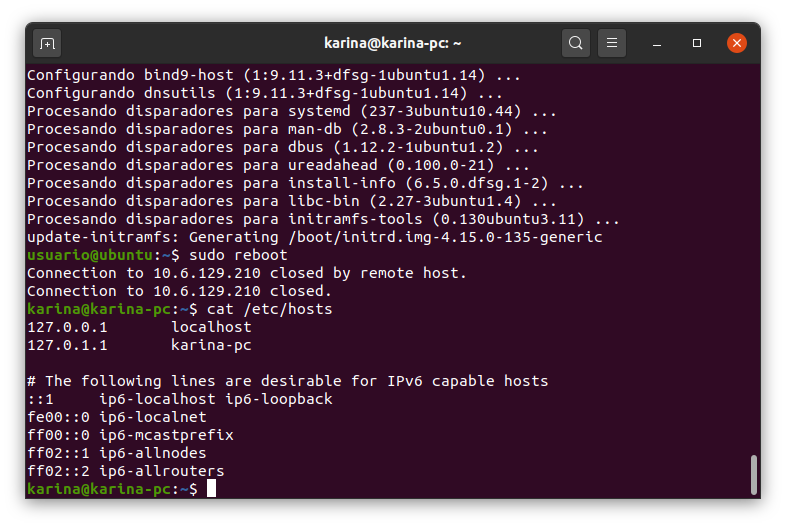 karina@karina-pc: ~
Configurando bind9-host (1:9.11.3+dfsg-1ubuntu1.14) ...
Configurando dnsutils (1:9.11.3+dfsg-1ubuntu1.14) ...
Procesando disparadores para systemd (237-3ubuntu10.44) ...
Procesando disparadores para man-db (2.8.3-2ubuntu0.1) ...
Procesando disparadores para dbus (1.12.2-1ubuntu1.2) ...
Procesando disparadores para ureadahead (0.100.0-21) ...
Procesando disparadores para install-info (6.5.0.dfsg.1-2) ...
Procesando disparadores para libc-bin (2.27-3ubuntu1.4) ...
Procesando disparadores para initramfs-tools (0.130ubuntu3.11) ...
update-initramfs: Generating /boot/initrd.img-4.15.0-135-generic
usuario@ubuntu:~$ sudo reboot
Connection to 10.6.129.210 closed by remote host.
Connection to 10.6.129.210 closed.
karina@karina-pc:~$ cat /etc/hosts
127.0.0.1       localhost
127.0.1.1       karina-pc

# The following lines are desirable for IPv6 capable hosts
::1     ip6-localhost ip6-loopback
fe00::0 ip6-localnet
ff00::0 ip6-mcastprefix
ff02::1 ip6-allnodes
ff02::2 ip6-allrouters
karina@karina-pc:~$